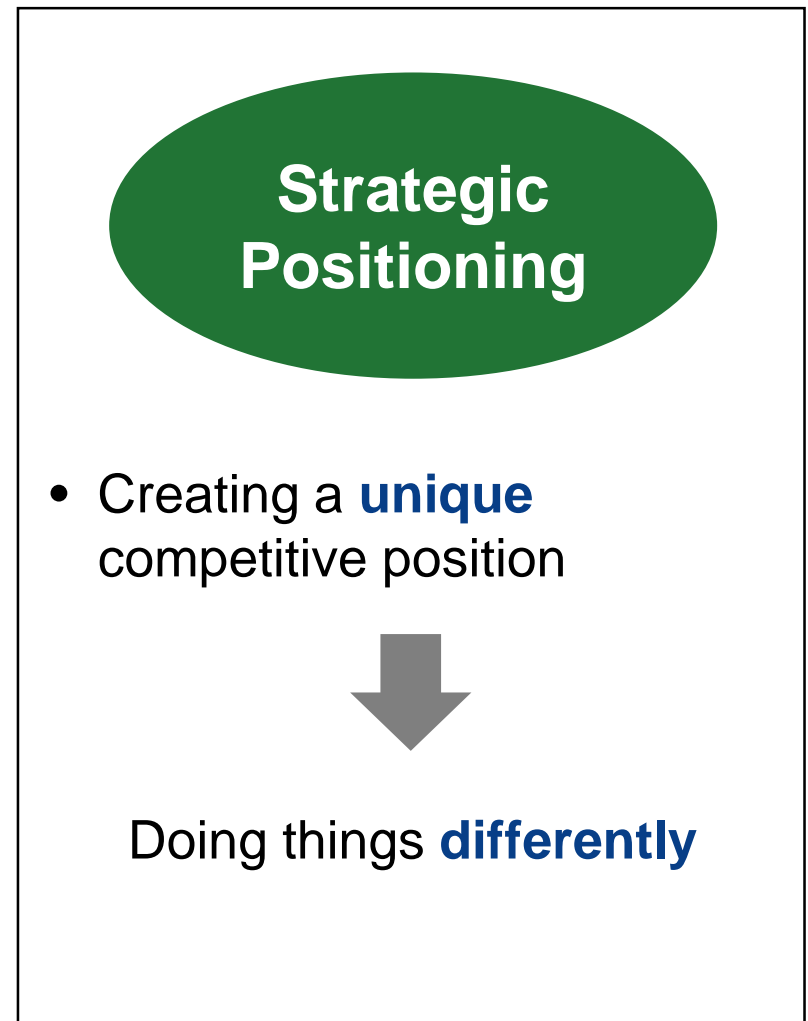 Strategic
Positioning
• Creating a unique
competitive position
Doing things differently